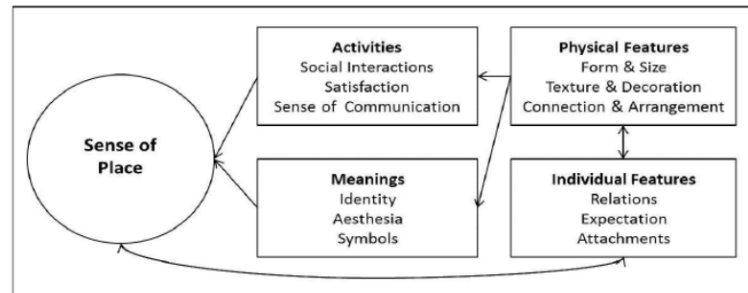 Sense of
Place
Activities
Social Interactions
Satisfaction
Sense of Communication
Physical Features
Form & Size
Texture & Decoration
Connection & Arrangement
Meanings
Identity
Aesthesia
Symbols
Individual Features
Relations
Expectation
Attachments